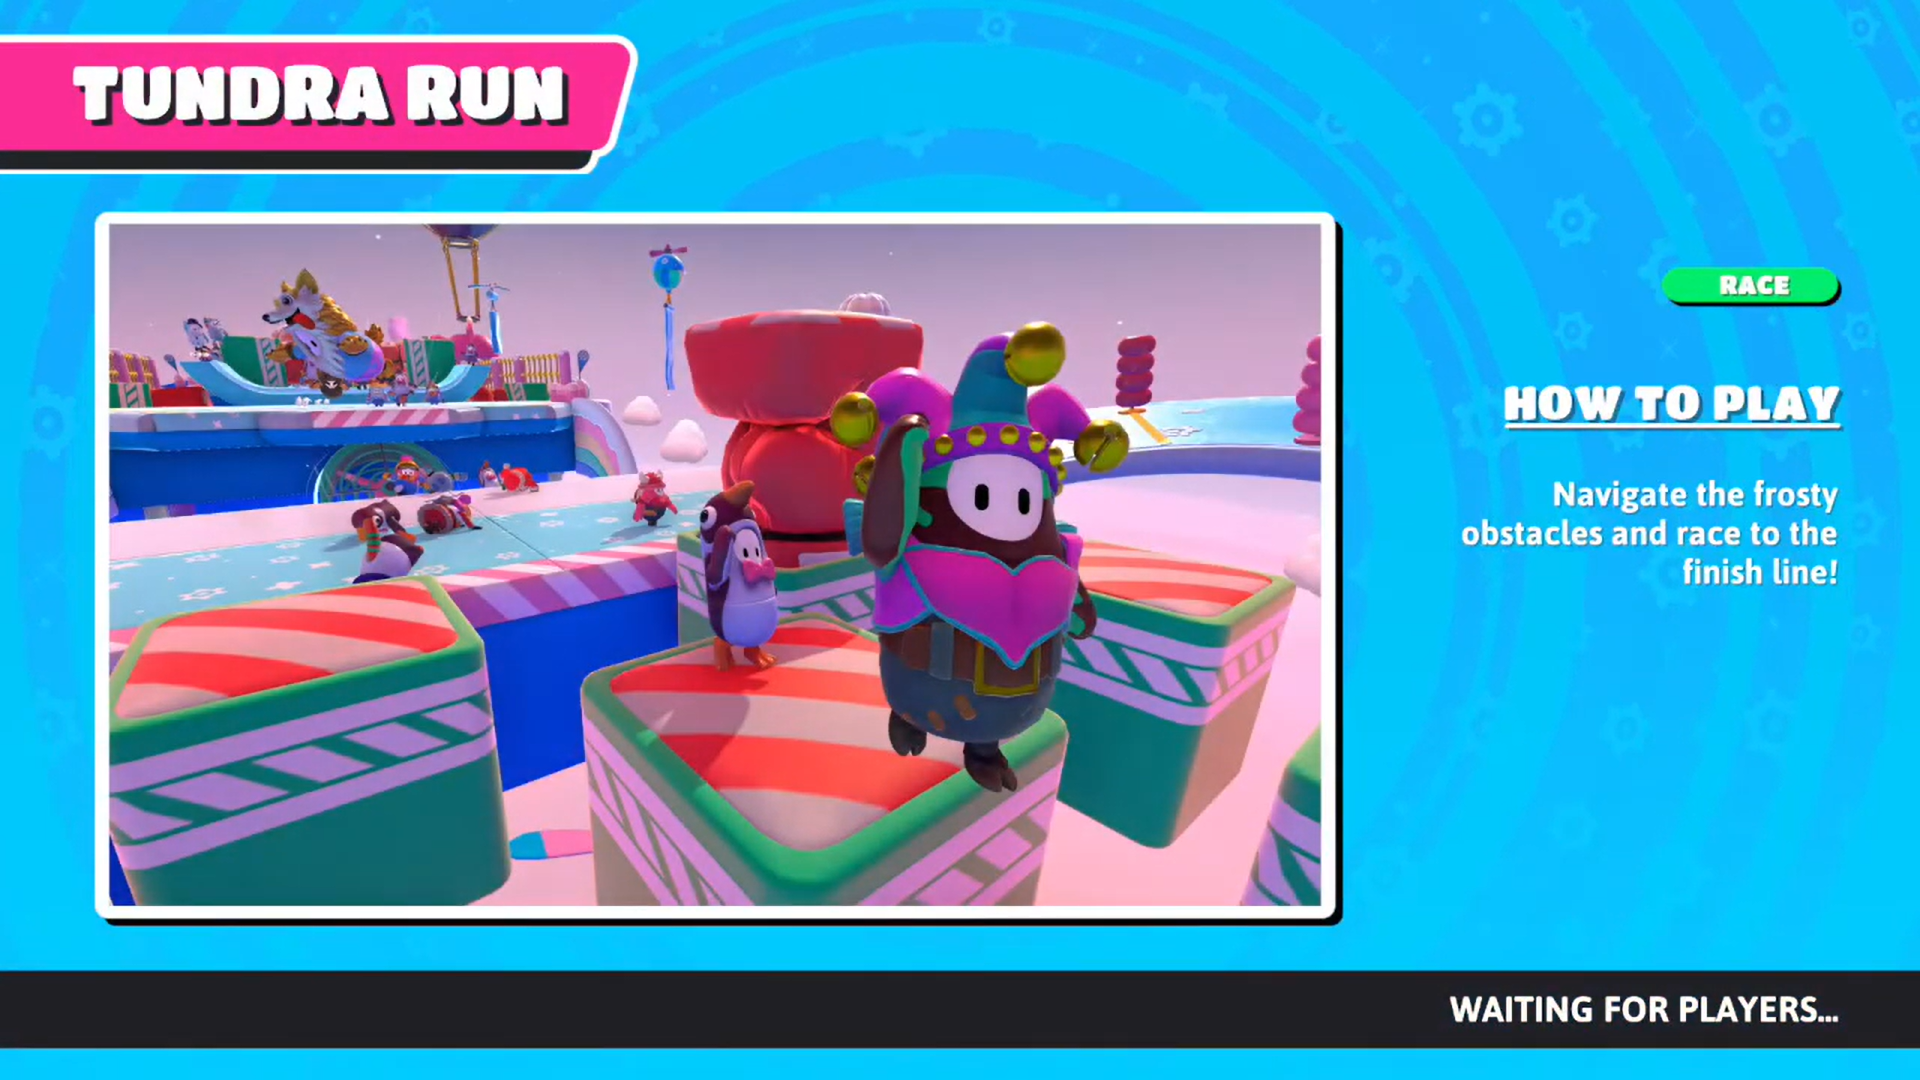 TUNDRA RUN
RACE
HOW TO PLAY
Navigate the frosty
obstacles and race to the
finish line!
WAITING FOR PLAYERS...